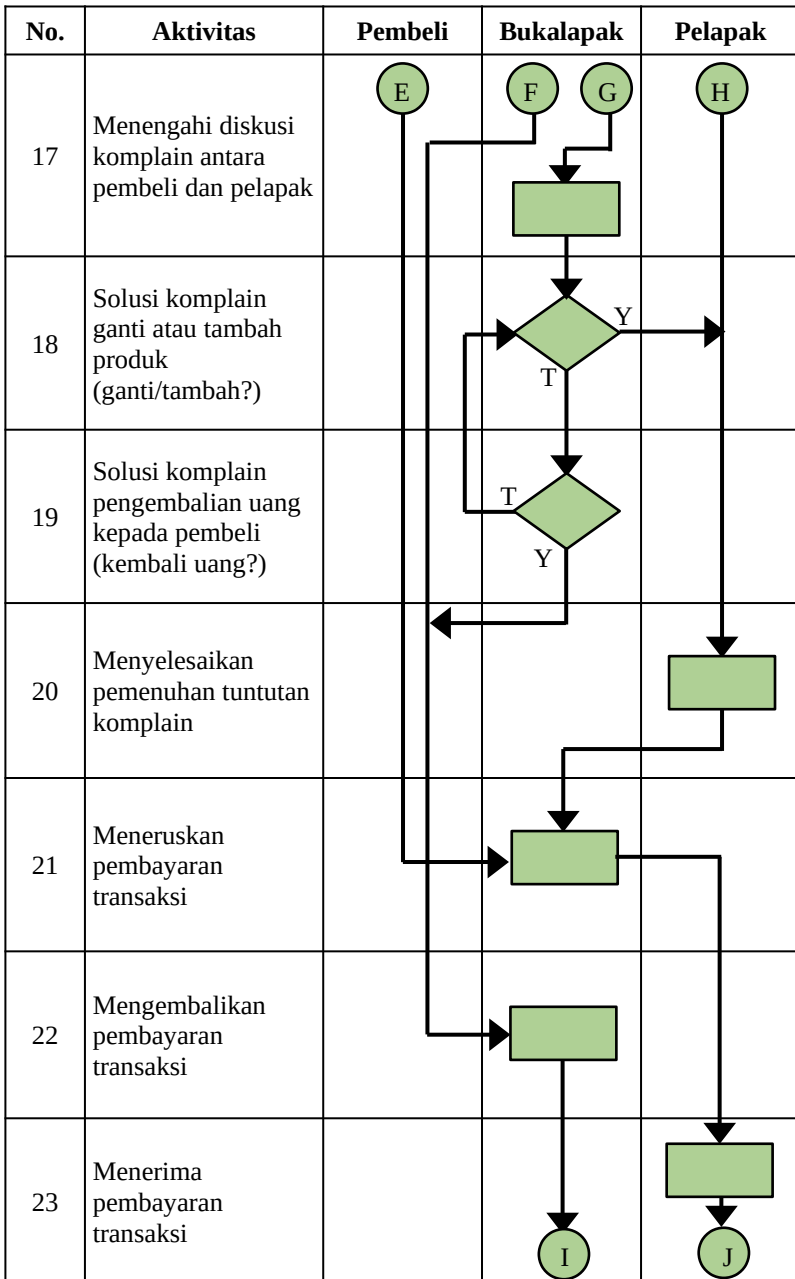 No. Aktivitas Pembeli Bukalapak Pelapak
E F G H
17
Menengahi diskusi
komplain antara
pembeli dan pelapak
18
Solusi komplain
ganti atau tambah
produk
(ganti/tambah?)
Y
T
19
Solusi komplain
pengembalian uang
kepada pembeli
(kembali uang?)
T
Y
20
Menyelesaikan
pemenuhan tuntutan
komplain
21
Meneruskan
pembayaran
transaksi
22
Mengembalikan
pembayaran
transaksi
23
Menerima
pembayaran
transaksi
I J